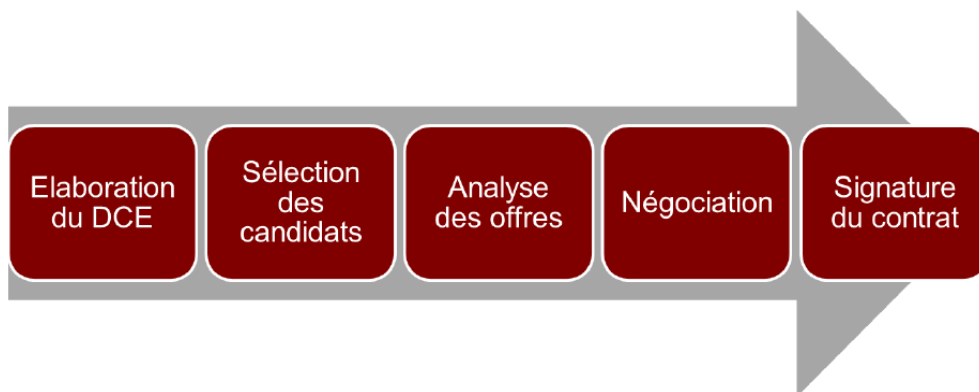 Elaboration
du DCE
Sélection
des
candidats
Analyse
des offres
Négociation
Signature
du contrat